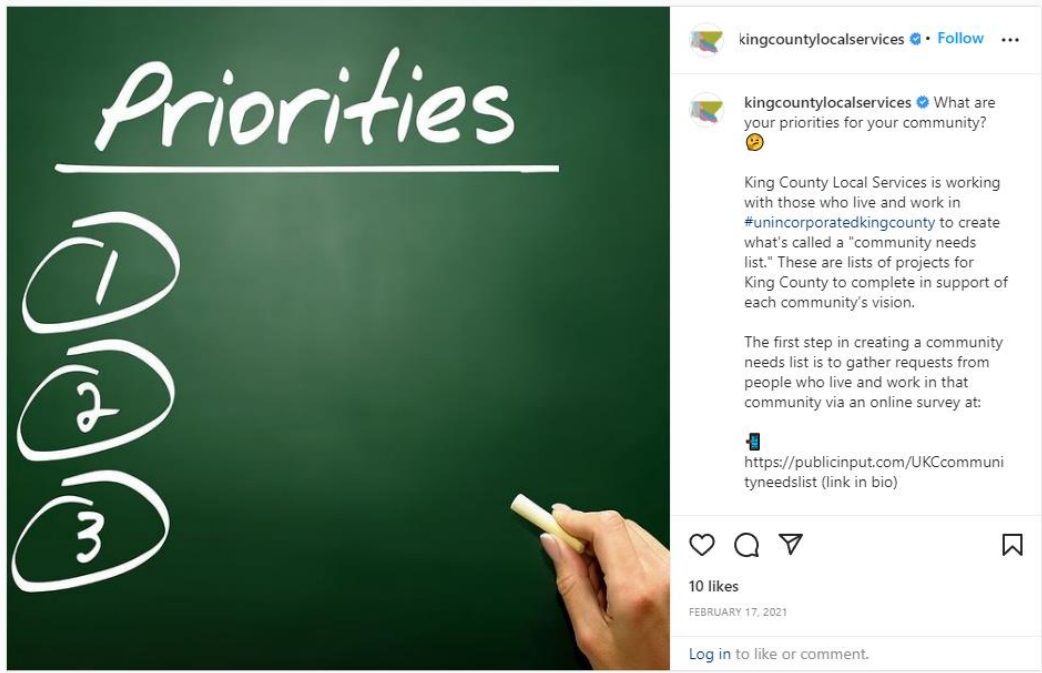 Priorities
1
2
3
kingcountylocalservices • Follow
kingcountylocalservices What are
your priorities for your community?
🤔
King County Local Services is working
with those who live and work in
#unincorporatedkingcounty to create
what's called a "community needs
list." These are lists of projects for
King County to complete in support of
each community's vision.
The first step in creating a community
needs list is to gather requests from
people who live and work in that
community via an online survey at:
📲
https://publicinput.com/UKCcommuni
tyneedslist (link in bio)
10 likes
FEBRUARY 17, 2021
Log in to like or comment.